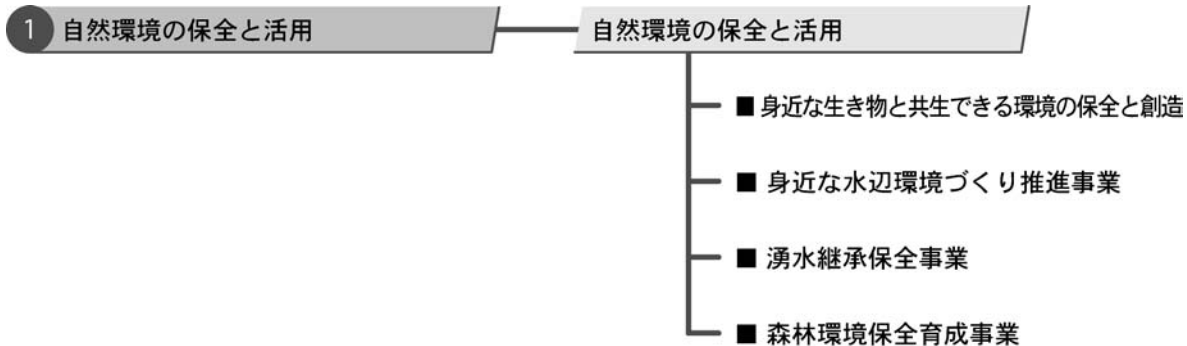 1 自然環境の保全と活用
自然環境の保全と活用
■ 身近な生き物と共生できる環境の保全と創造
■ 身近な水辺環境づくり推進事業
■ 湧水継承保全事業
■ 森林環境保全育成事業